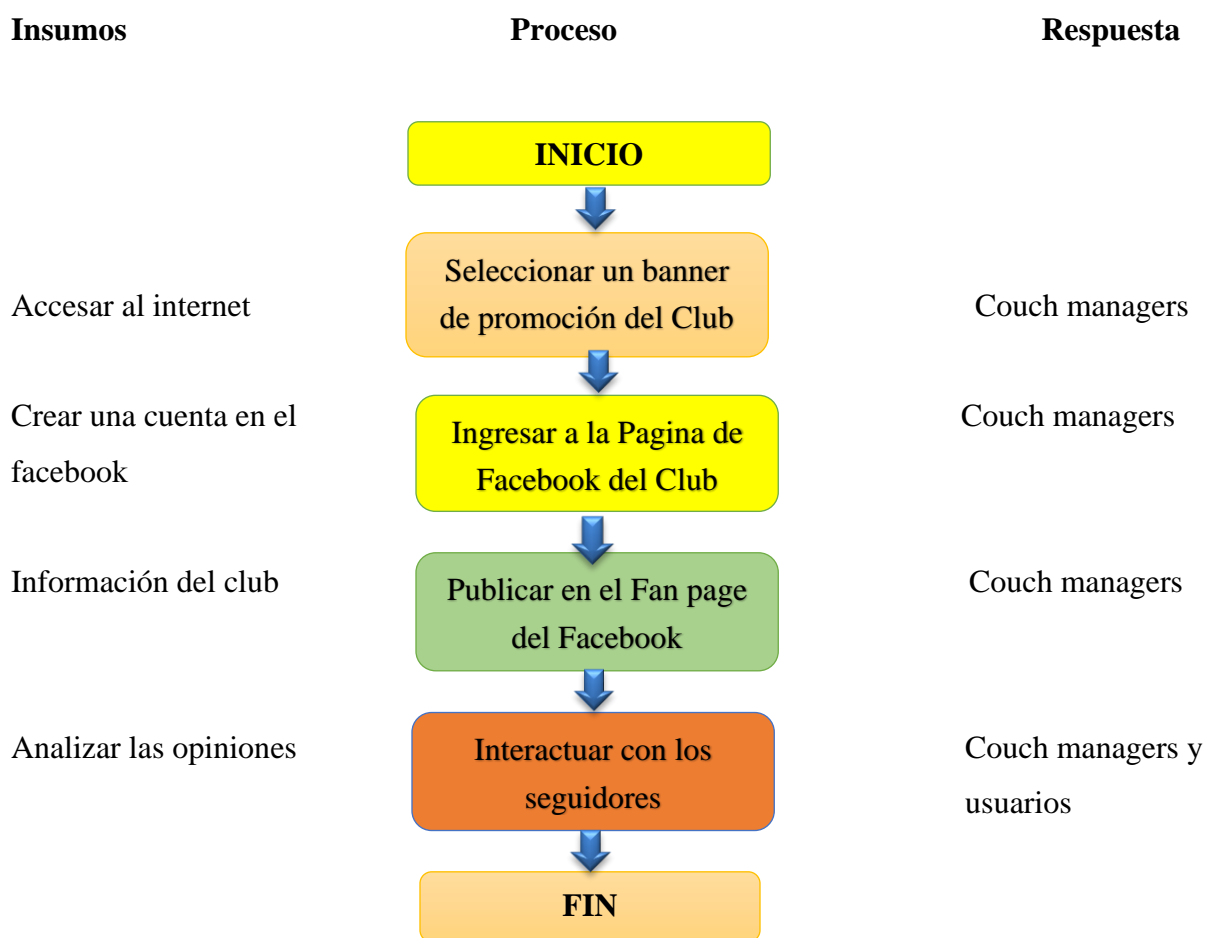 Insumos Proceso Respuesta
INICIO
Seleccionar un banner
de promoción del Club
Accesar al internet
Couch managers
Crear una cuenta en el
facebook
Ingresar a la Pagina de
Facebook del Club
Couch managers
Información del club
Publicar en el Fan page
del Facebook
Couch managers
Analizar las opiniones
Interactuar con los
seguidores
Couch managers y
usuarios
FIN